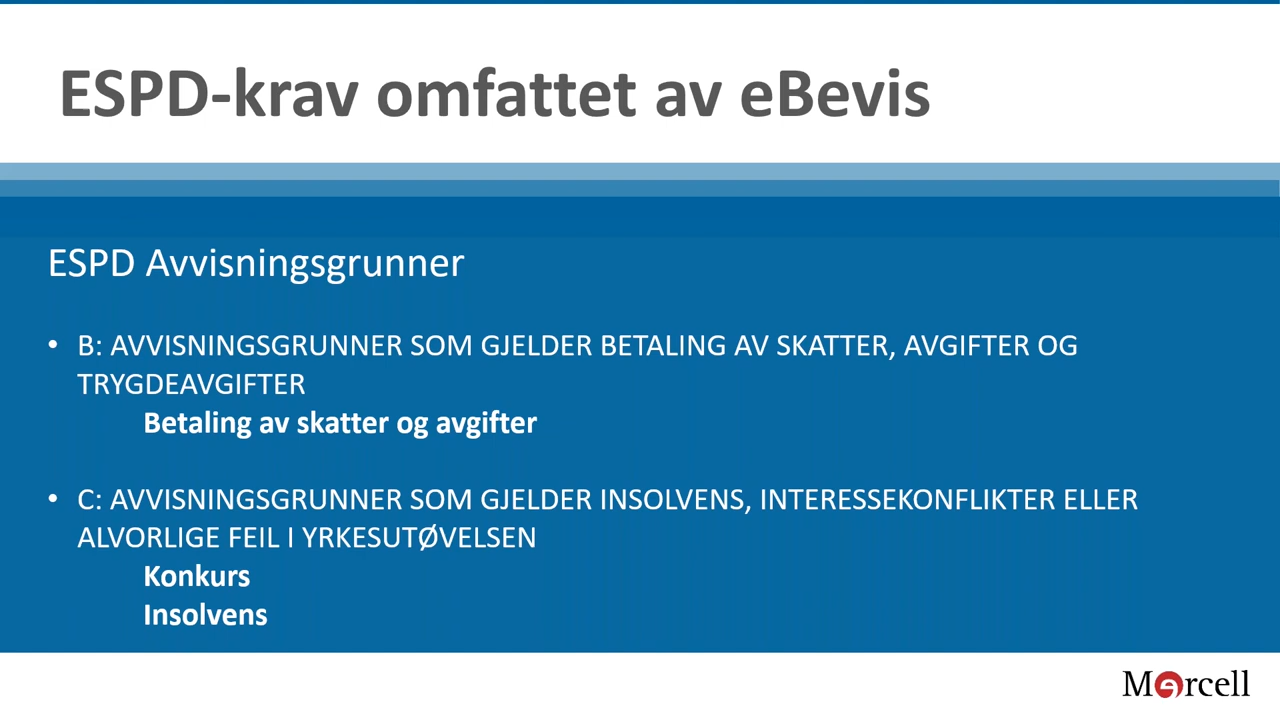 ESPD-krav omfattet av eBevis
ESPD Avvisningsgrunner
• B: AVVISNINGSGRUNNER SOM GJELDER BETALING AV SKATTER, AVGIFTER OG
TRYGDEAVGIFTER
Betaling av skatter og avgifter
• C: AVVISNINGSGRUNNER SOM GJELDER INSOLVENS, INTERESSEKONFLIKTER ELLER
ALVORLIGE FEIL I YRKESUTØVELSEN
Konkurs
Insolvens
Mercell